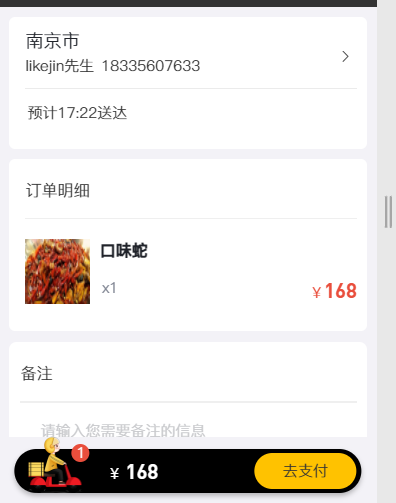 南京市
likejin先生 18335607633
预计17:22送达
订单明细
口味蛇
x1
￥168
备注
请输入您需要备注的信息
1
￥168
去支付